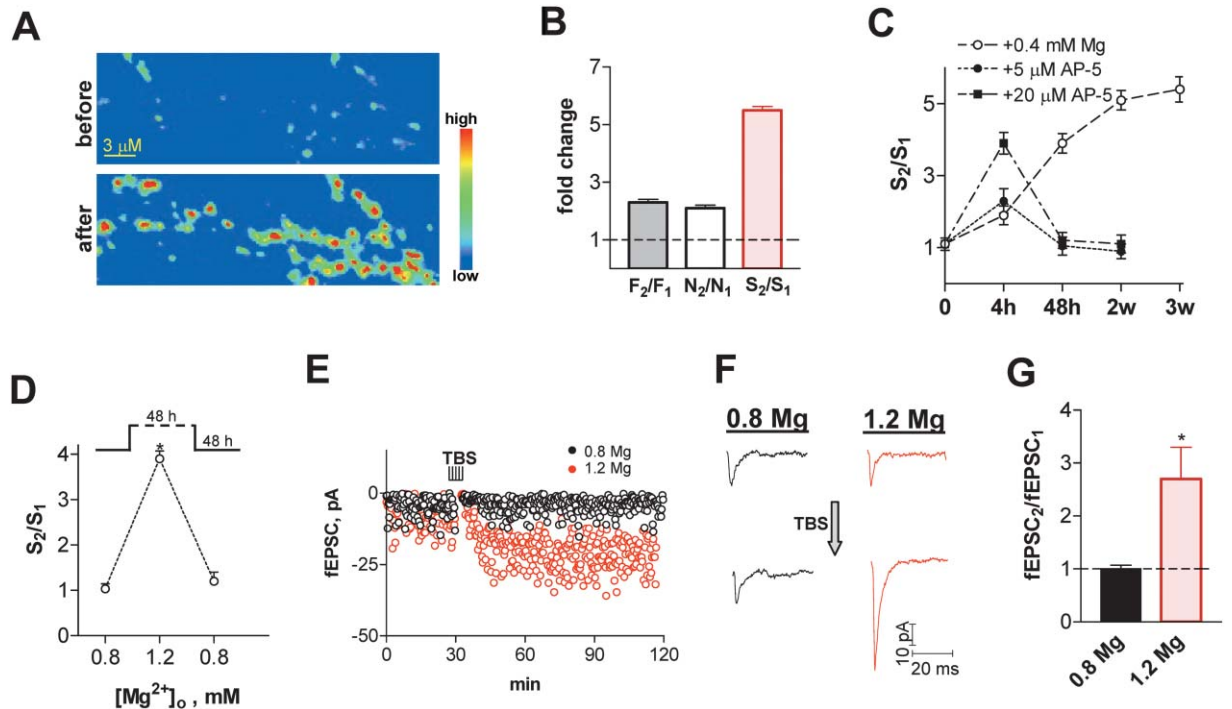 A
before
3 μM
after
high
low
B
fold change
7
5
3
1
F2/F1 N2/N1 S2/S1
C
+0.4 mM Mg
+5 μM AP-5
+20 μM AP-5
S2/S1
5
3
1
0 4h 48h 2w 3w
D
48 h
48 h
*
S2/S1
4
3
2
1
0
0.8 1.2 0.8
[Mg2+]o , mM
E
TBS
0.8 Mg
1.2 Mg
fEPSC, pA
0
-25
-50
0 30 60 90 120
min
F
0.8 Mg 1.2 Mg
TBS
10 pA
20 ms
G
fEPSC2/fEPSC1
4
3
2
1
0
*
0.8 Mg
1.2 Mg